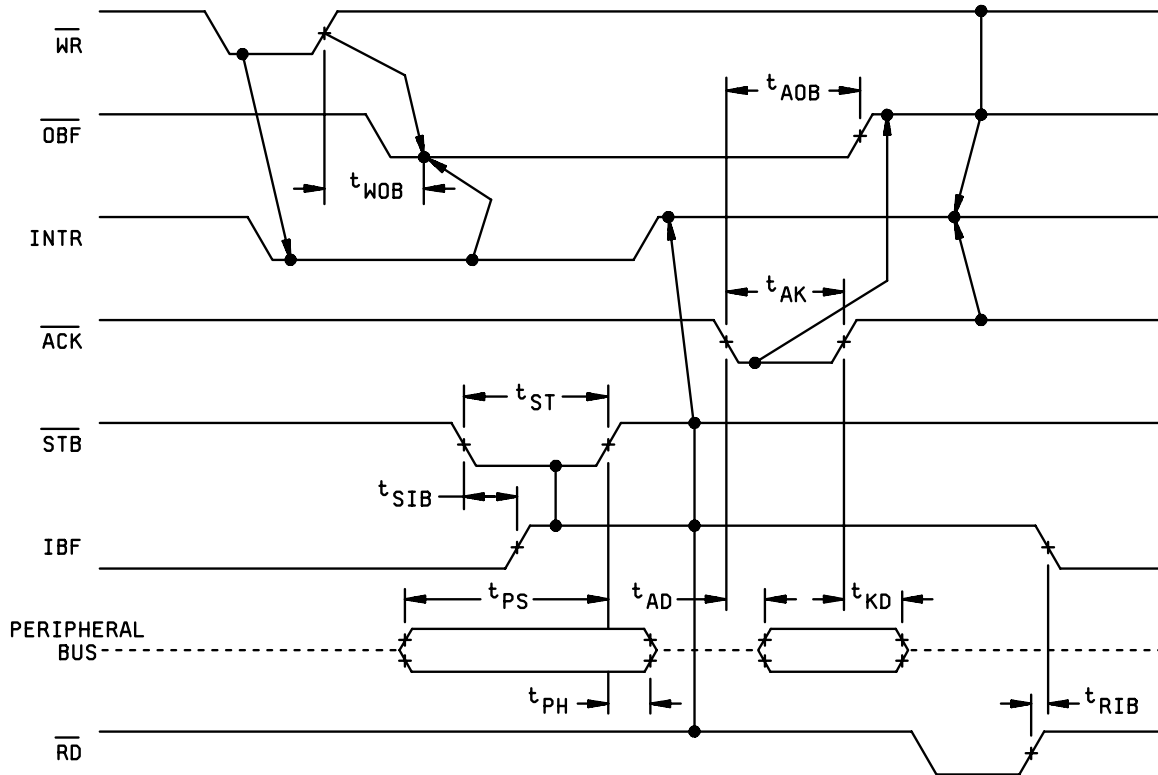 WR
tAOB
OBF
tWOB
INTR
tAK
ACK
tST
STB
tSIB
IBF
tPS
tAD
tKD
PERIPHERAL
BUS
tPH
tRIB
RD